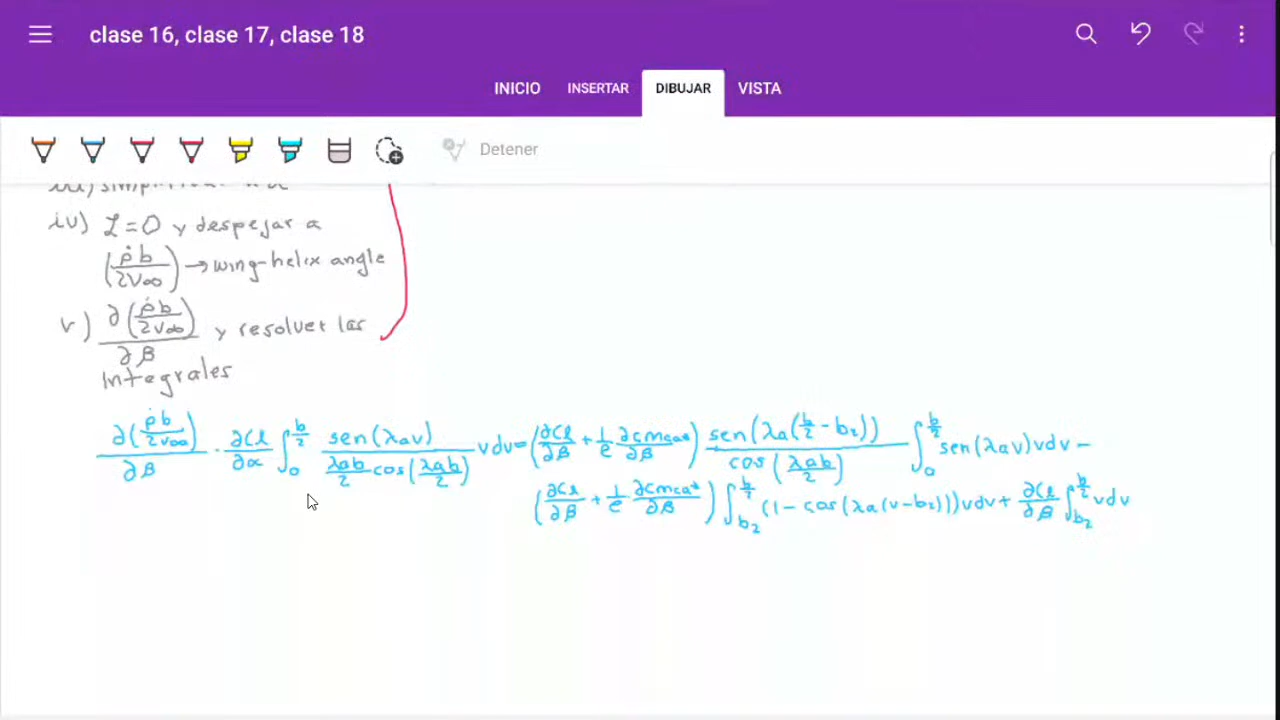 clase 16, clase 17, clase 18
INICIO INSERTAR DIBUJAR VISTA
Detener
iv) L=0 y despejar a
(ṗb/2V∞) → wing-helix angle
v) ∂(ṗb/2V∞)/∂β y resolver las
integrales
∂(ṗb/2V∞)/∂β · ∂Cl/∂α ∫₀^{b/2} sen(λav)/(λab/2 cos(λab/2)) vdv = (∂Cl/∂β + 1/e ∂Cmca*/∂β) sen(λa(b/2 - b₂))/cos(λab/2) ∫₀^{b/2} sen(λav)vdv -
(∂Cl/∂β + 1/e ∂Cmca*/∂β) ∫_{b₂}^{b/2} (1 - cos(λa(v-b₂)))vdv + ∂Cl/∂β ∫_{b₂}^{b/2} vdv